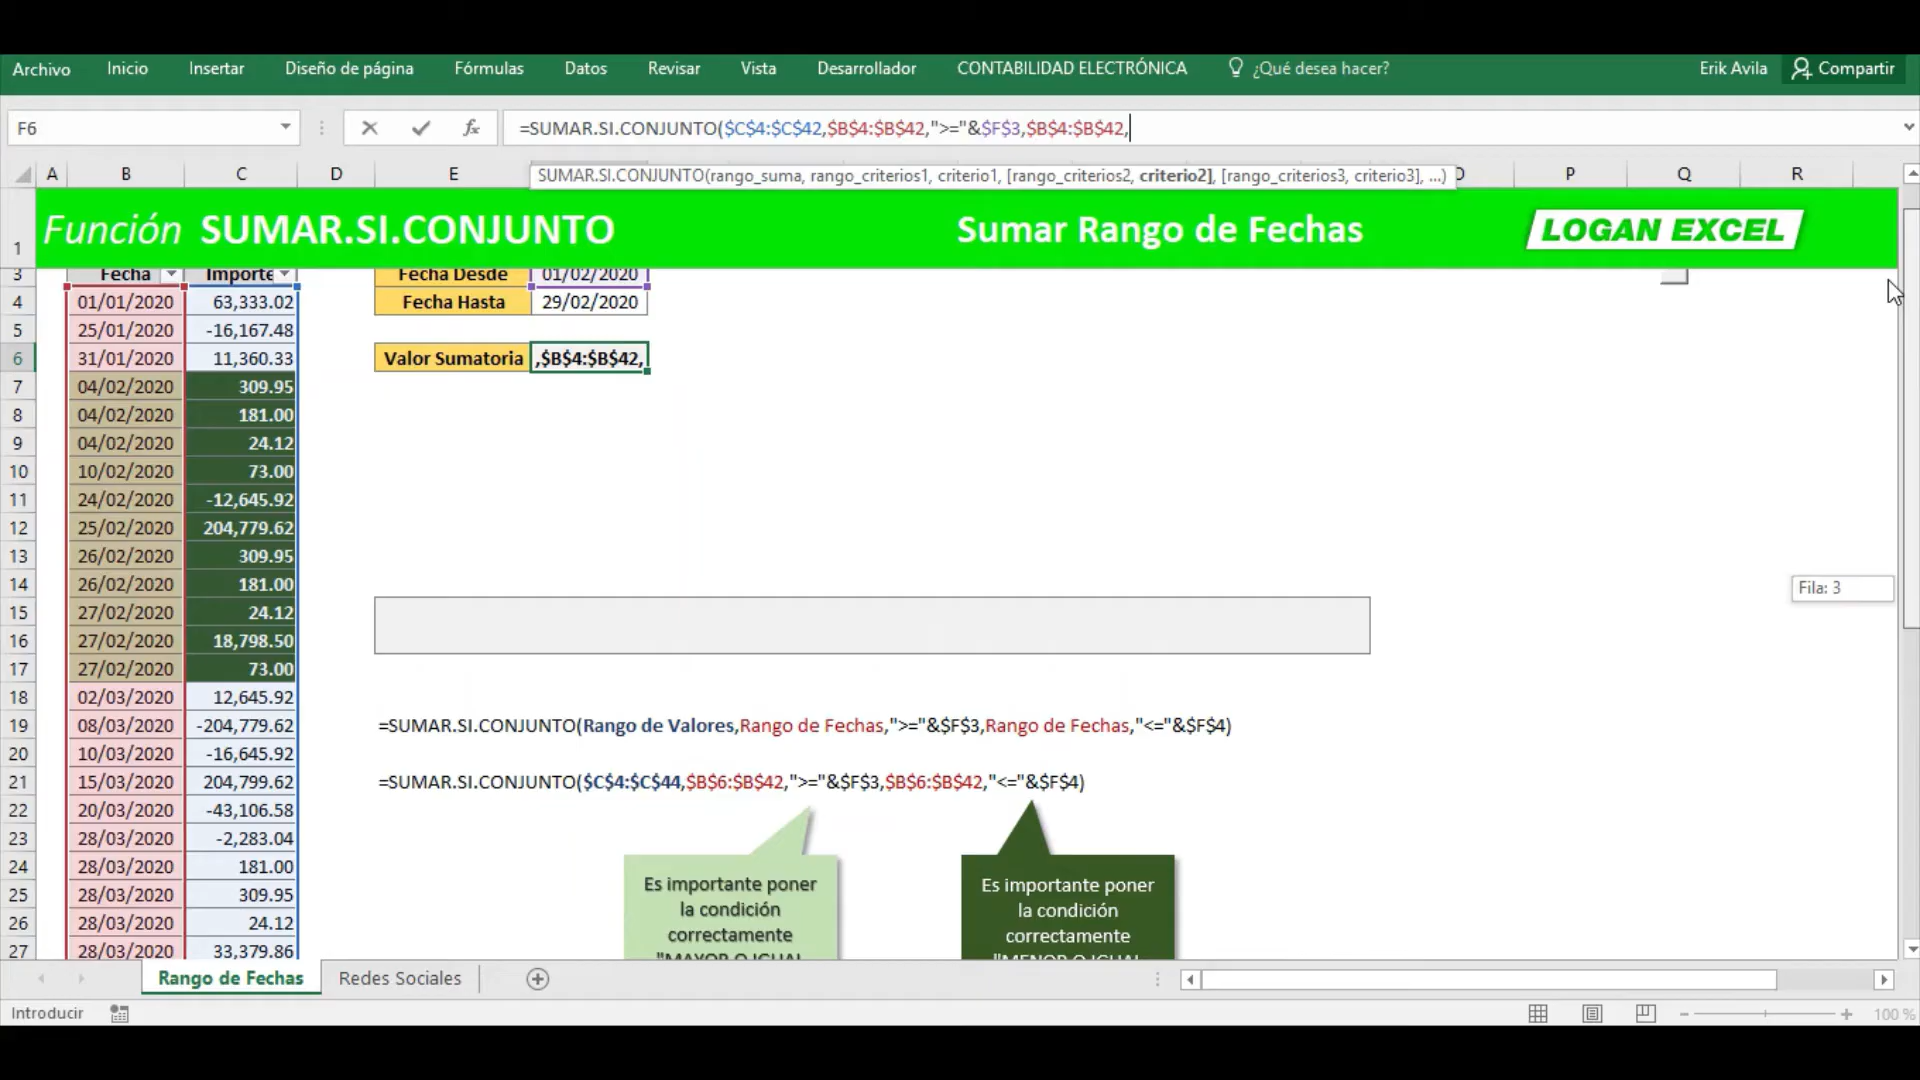 Archivo Inicio Insertar Diseño de página Fórmulas Datos Revisar Vista Desarrollador CONTABILIDAD ELECTRÓNICA ¿Qué desea hacer? Erik Avila Compartir
F6 fx =SUMAR.SI.CONJUNTO($C$4:$C$42,$B$4:$B$42,">="&$F$3,$B$4:$B$42,
SUMAR.SI.CONJUNTO(rango_suma, rango_criterios1, criterio1, [rango_criterios2, criterio2], [rango_criterios3, criterio3], ...)
A B C D E P Q R
1 Función SUMAR.SI.CONJUNTO Sumar Rango de Fechas LOGAN EXCEL
3 Fecha Importe Fecha Desde 01/02/2020
4 01/01/2020 63,333.02 Fecha Hasta 29/02/2020
5 25/01/2020 -16,167.48
6 31/01/2020 11,360.33 Valor Sumatoria ,$B$4:$B$42,
7 04/02/2020 309.95
8 04/02/2020 181.00
9 04/02/2020 24.12
10 10/02/2020 73.00
11 24/02/2020 -12,645.92
12 25/02/2020 204,779.62
13 26/02/2020 309.95
14 26/02/2020 181.00 Fila: 3
15 27/02/2020 24.12
16 27/02/2020 18,798.50
17 27/02/2020 73.00
18 02/03/2020 12,645.92
19 08/03/2020 -204,779.62 =SUMAR.SI.CONJUNTO(Rango de Valores,Rango de Fechas,">="&$F$3,Rango de Fechas,"<="&$F$4)
20 10/03/2020 -16,645.92
21 15/03/2020 204,799.62 =SUMAR.SI.CONJUNTO($C$4:$C$44,$B$6:$B$42,">="&$F$3,$B$6:$B$42,"<="&$F$4)
22 20/03/2020 -43,106.58
23 28/03/2020 -2,283.04
24 28/03/2020 181.00
25 28/03/2020 309.95
26 28/03/2020 24.12
27 28/03/2020 33,379.86
Es importante poner
la condición
correctamente
"MAYOR O IGUAL
Es importante poner
la condición
correctamente
"MENOR O IGUAL
Rango de Fechas Redes Sociales
Introducir 100 %